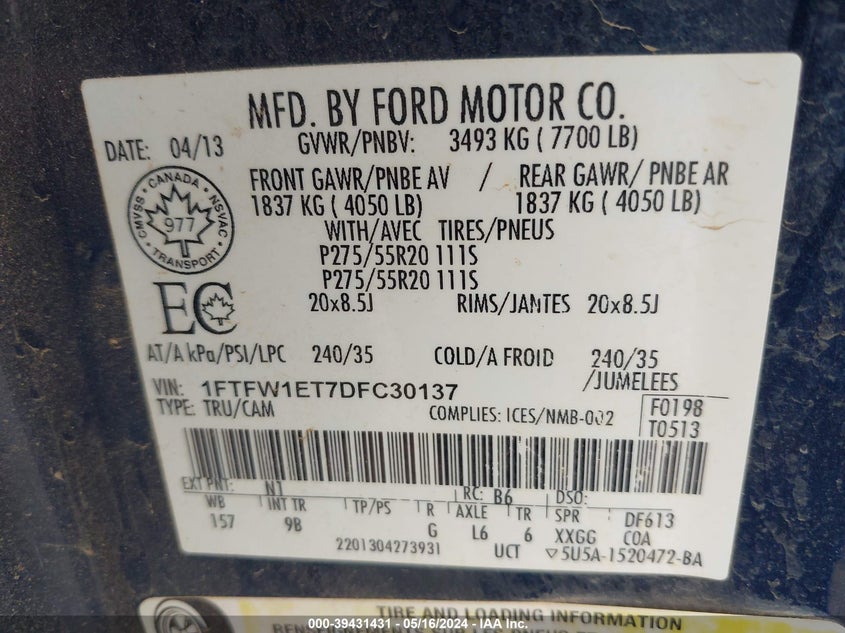 MFD. BY FORD MOTOR CO.
DATE: 04/13
GVWR/PNBV: 3493 KG ( 7700 LB)
FRONT GAWR/PNBE AV / REAR GAWR/ PNBE AR
1837 KG ( 4050 LB) 1837 KG ( 4050 LB)
WITH/AVEC TIRES/PNEUS
P275/55R20 111S
P275/55R20 111S
20x8.5J RIMS/JANTES 20x8.5J
CANADA
CMVSS NSVAC
977
TRANSPORT
EC
AT/A kPa/PSI/LPC 240/35 COLD/A FROID 240/35
/JUMELEES
VIN: 1FTFW1ET7DFC30137
TYPE: TRU/CAM COMPLIES: ICES/NMB-002
F0198
T0513
EXT PNT: N1 RC: B6 DSO:
WB INT TR TP/PS R AXLE TR SPR DF613
157 9B G L6 6 XXGG COA
2201304273931 UCT 5U5A-1520472-BA
TIRE AND LOADING INFORMATION
RENSEIGNEMENTS SUR LES PNEUS
000-39431431 - 05/16/2024 - IAA Inc.